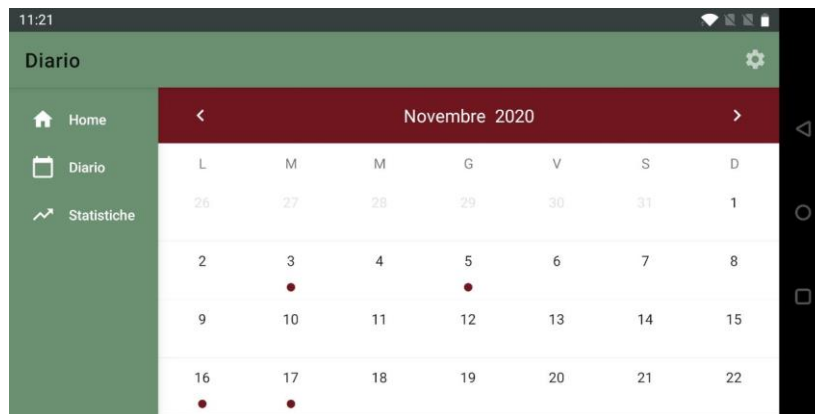 11:21
Diario
Home
Diario
Statistiche
Novembre 2020
L M M G V S D
26 27 28 29 30 31 1
2 3 4 5 6 7 8
9 10 11 12 13 14 15
16 17 18 19 20 21 22